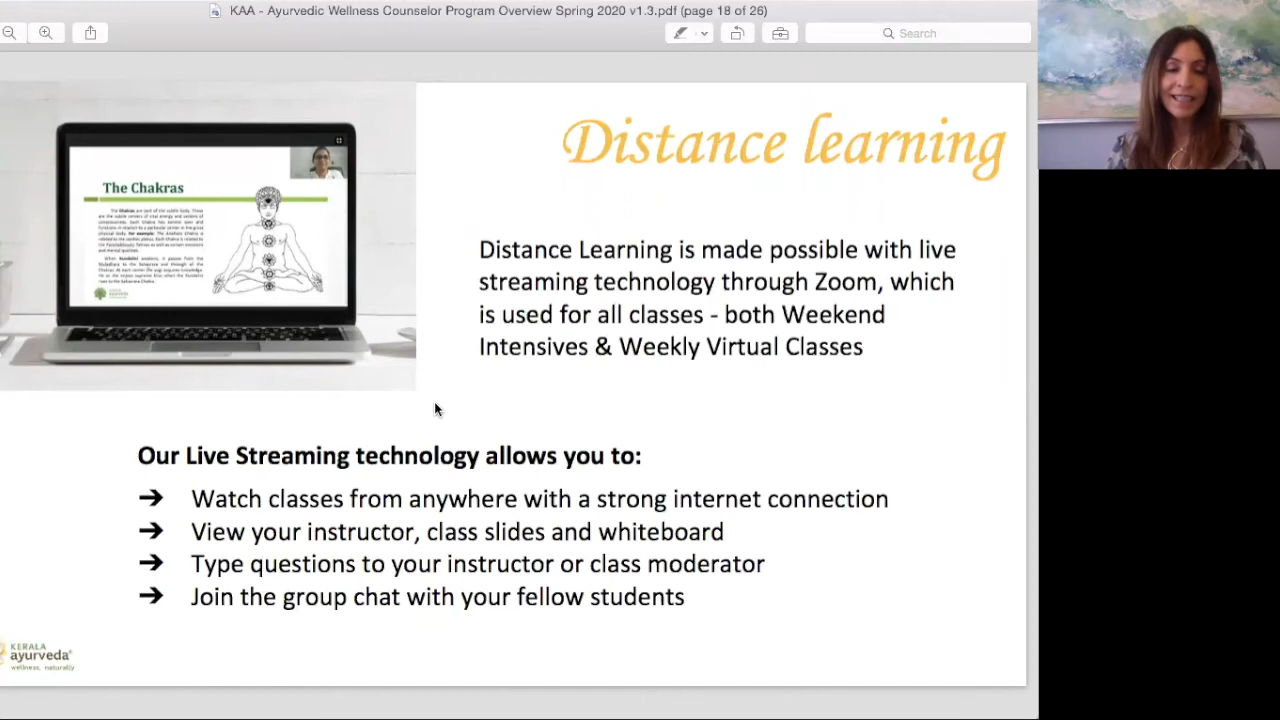 KAA - Ayurvedic Wellness Counselor Program Overview Spring 2020 v1.3.pdf (page 18 of 26)
Search
Distance learning
The Chakras
Distance Learning is made possible with live
streaming technology through Zoom, which
is used for all classes - both Weekend
Intensives & Weekly Virtual Classes
Our Live Streaming technology allows you to:
➔ Watch classes from anywhere with a strong internet connection
➔ View your instructor, class slides and whiteboard
➔ Type questions to your instructor or class moderator
➔ Join the group chat with your fellow students
KERALA
ayurveda®
wellness, naturally